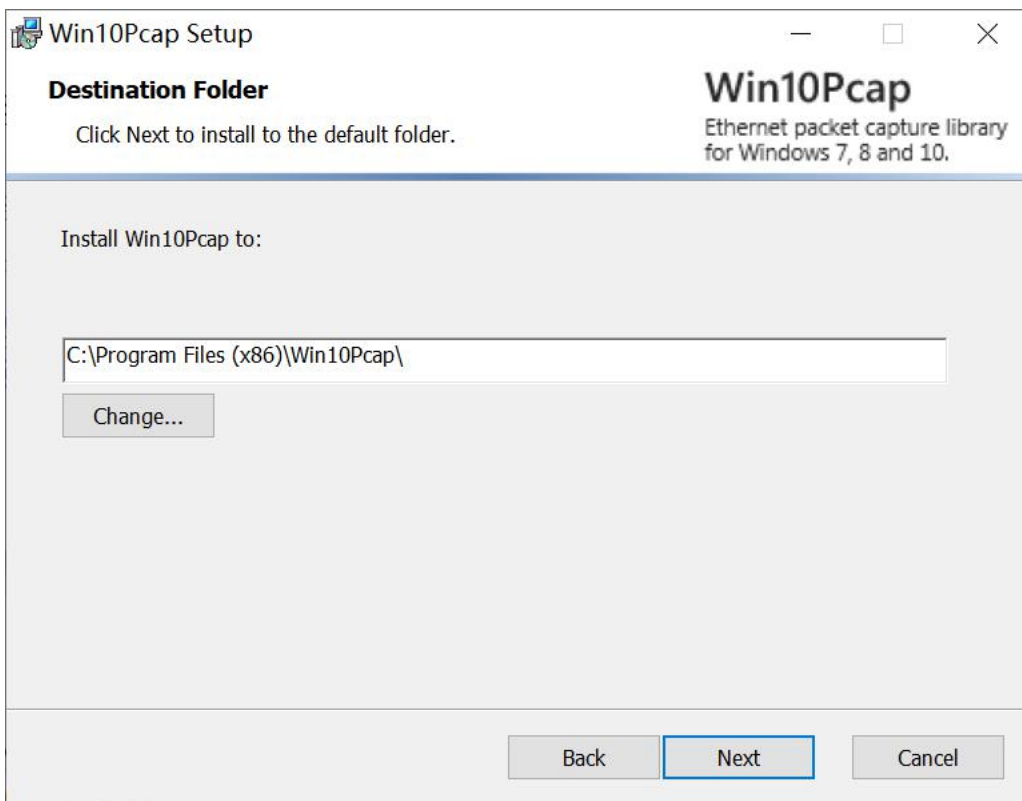 Win10Pcap Setup
Destination Folder
Click Next to install to the default folder.
Win10Pcap
Ethernet packet capture library
for Windows 7, 8 and 10.
Install Win10Pcap to:
C:\Program Files (x86)\Win10Pcap\
Change...
Back
Next
Cancel